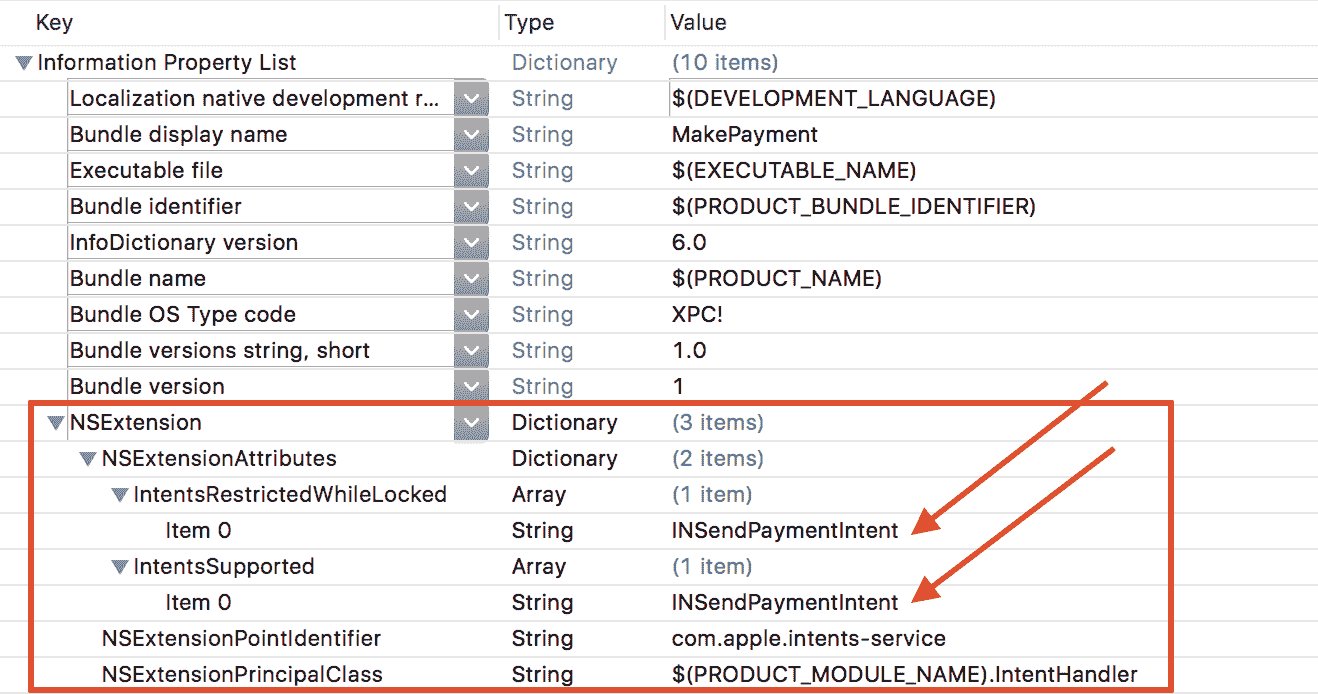 Key Type Value
Information Property List Dictionary (10 items)
Localization native development r... String $(DEVELOPMENT_LANGUAGE)
Bundle display name String MakePayment
Executable file String $(EXECUTABLE_NAME)
Bundle identifier String $(PRODUCT_BUNDLE_IDENTIFIER)
InfoDictionary version String 6.0
Bundle name String $(PRODUCT_NAME)
Bundle OS Type code String XPC!
Bundle versions string, short String 1.0
Bundle version String 1
NSExtension Dictionary (3 items)
NSExtensionAttributes Dictionary (2 items)
IntentsRestrictedWhileLocked Array (1 item)
Item 0 String INSendPaymentIntent
IntentsSupported Array (1 item)
Item 0 String INSendPaymentIntent
NSExtensionPointIdentifier String com.apple.intents-service
NSExtensionPrincipalClass String $(PRODUCT_MODULE_NAME).IntentHandler